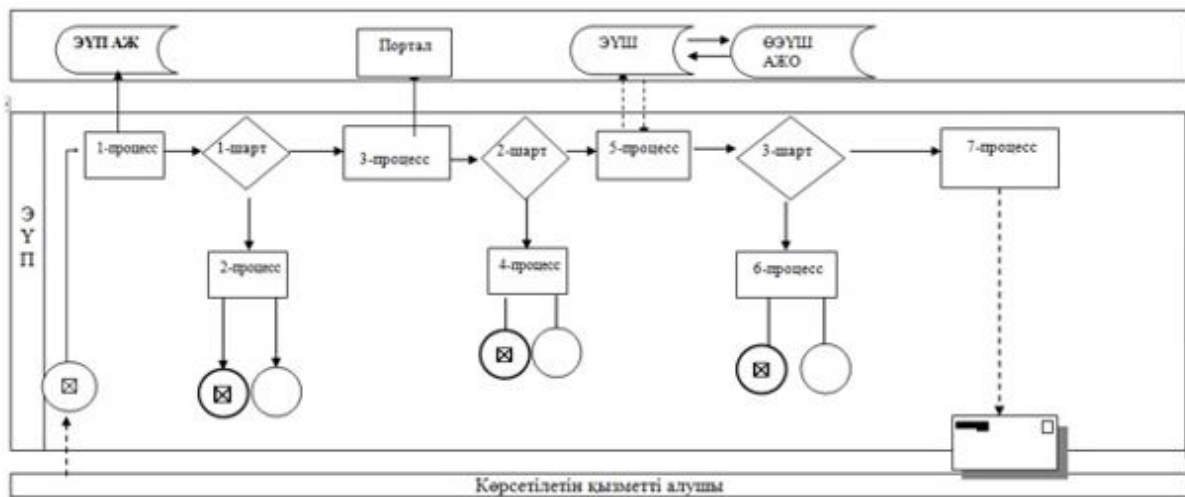 ЭҮП АЖ
Портал
ЭҮШ
ӨЭҮШ
АЖО
1-процесс
1-шарт
3-процесс
2-шарт
5-процесс
3-шарт
7-процесс
Э
Ү
П
2-процесс
4-процесс
6-процесс
Көрсетілетін қызметті алушы